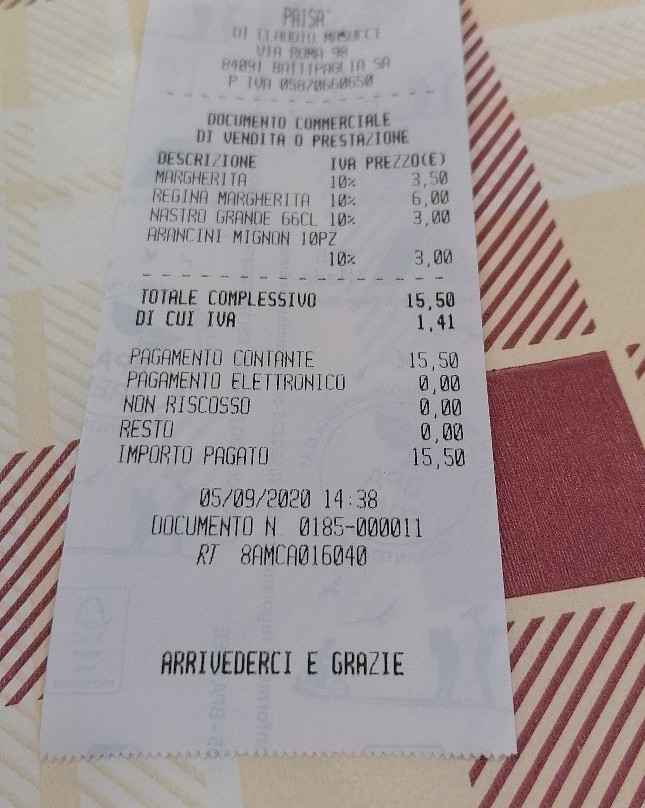 PAISA'
DI CLAUDIO MASUCCI
VIA ROMA 98
84091 BATTIPAGLIA SA
P IVA 05870660650
DOCUMENTO COMMERCIALE
DI VENDITA O PRESTAZIONE
DESCRIZIONE IVA PREZZO(€)
MARGHERITA 10% 3,50
REGINA MARGHERITA 10% 6,00
NASTRO GRANDE 66CL 10% 3,00
ARANCINI MIGNON 10PZ
10% 3,00
TOTALE COMPLESSIVO 15,50
DI CUI IVA 1,41
PAGAMENTO CONTANTE 15,50
PAGAMENTO ELETTRONICO 0,00
NON RISCOSSO 0,00
RESTO 0,00
IMPORTO PAGATO 15,50
05/09/2020 14:38
DOCUMENTO N. 0185-000011
RT 8AMCA016040
ARRIVEDERCI E GRAZIE